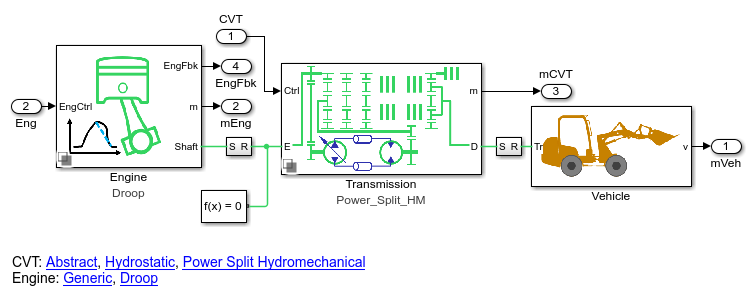 CVT
1
EngFbk
4
EngFbk
2
Eng
EngCtrl
m
2
mEng
Shaft
S R
Engine
Droop
f(x) = 0
Ctrl
E
m
D
Transmission
Power_Split_HM
mCVT
3
S R
Tr
v
1
mVeh
Vehicle
CVT: Abstract, Hydrostatic, Power Split Hydromechanical
Engine: Generic, Droop